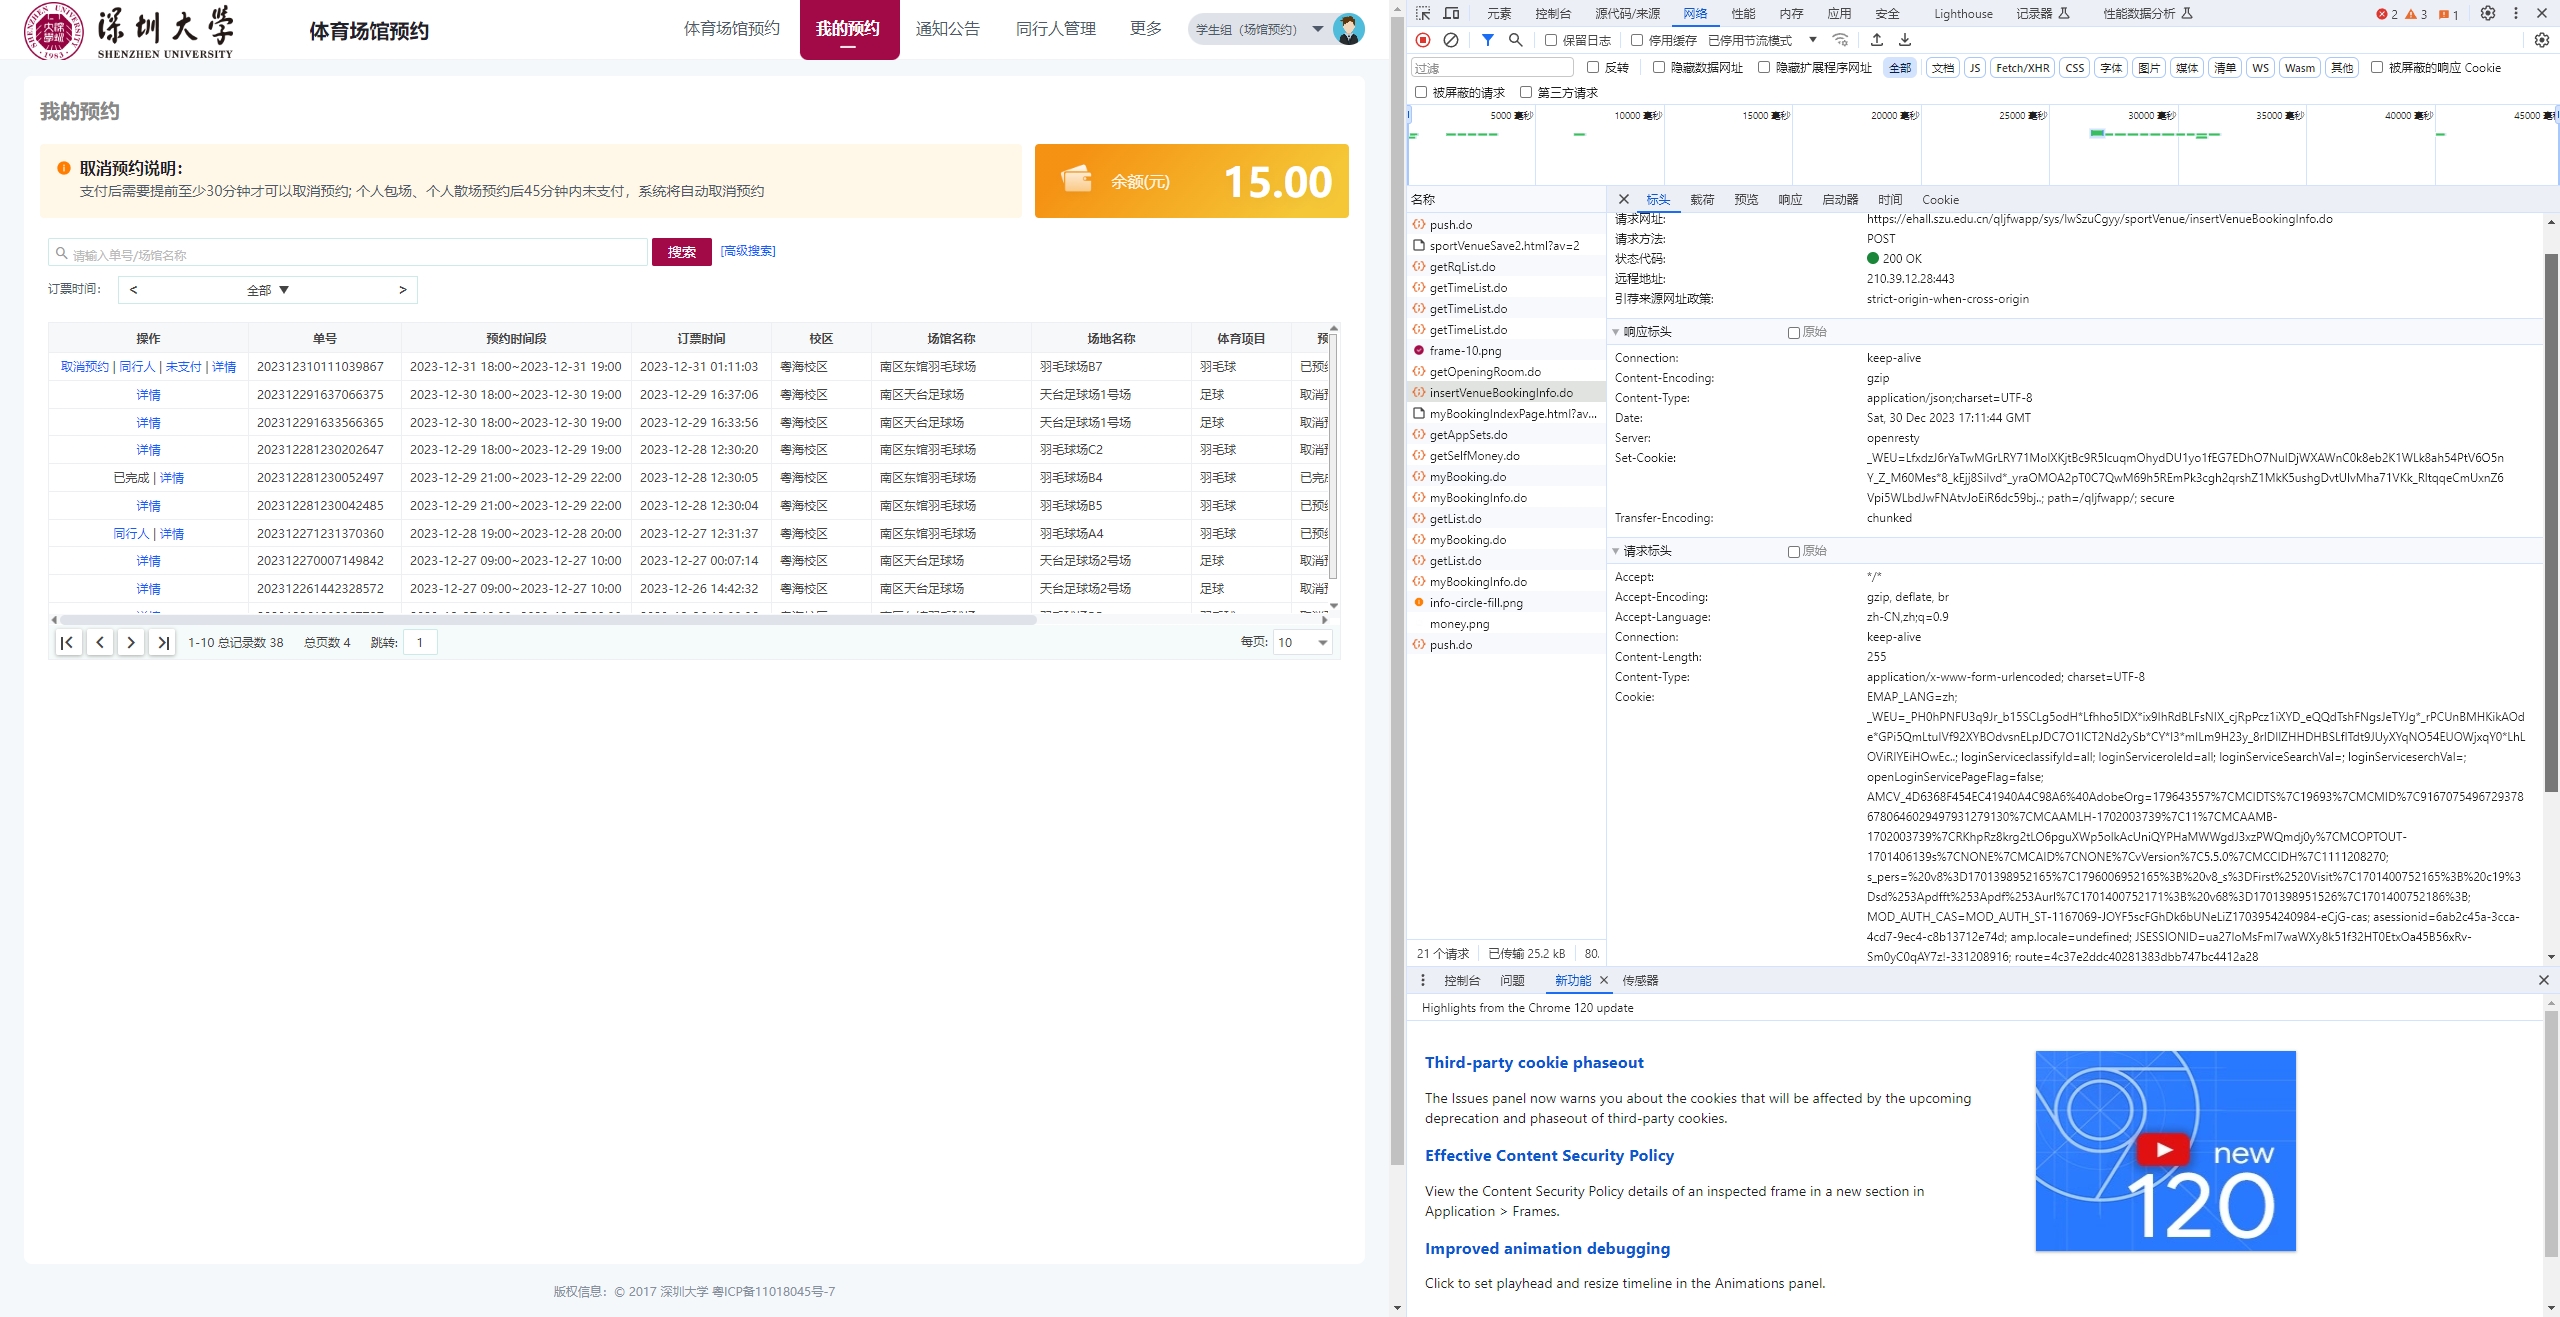 深圳大学
SHENZHEN UNIVERSITY
体育场馆预约
体育场馆预约 我的预约 通知公告 同行人管理 更多 学生组（场馆预约）
我的预约
取消预约说明：
支付后需要提前至少30分钟才可以取消预约; 个人包场、个人散场预约后45分钟内未支付，系统将自动取消预约
余额(元) 15.00
请输入单号/场馆名称 搜索 [高级搜索]
订票时间： < 全部 >
操作 单号 预约时间段 订票时间 校区 场馆名称 场地名称 体育项目 预
取消预约 | 同行人 | 未支付 | 详情 202312310111039867 2023-12-31 18:00~2023-12-31 19:00 2023-12-31 01:11:03 粤海校区 南区东馆羽毛球场 羽毛球场B7 羽毛球 已预
详情 202312291637066375 2023-12-30 18:00~2023-12-30 19:00 2023-12-29 16:37:06 粤海校区 南区天台足球场 天台足球场1号场 足球 取消
详情 202312291633566365 2023-12-30 18:00~2023-12-30 19:00 2023-12-29 16:33:56 粤海校区 南区天台足球场 天台足球场1号场 足球 取消
详情 202312281230202647 2023-12-29 18:00~2023-12-29 19:00 2023-12-28 12:30:20 粤海校区 南区东馆羽毛球场 羽毛球场C2 羽毛球 取消
已完成 | 详情 202312281230052497 2023-12-29 21:00~2023-12-29 22:00 2023-12-28 12:30:05 粤海校区 南区东馆羽毛球场 羽毛球场B4 羽毛球 已完
详情 202312281230042485 2023-12-29 21:00~2023-12-29 22:00 2023-12-28 12:30:04 粤海校区 南区东馆羽毛球场 羽毛球场B5 羽毛球 已预
同行人 | 详情 202312271231370360 2023-12-28 19:00~2023-12-28 20:00 2023-12-27 12:31:37 粤海校区 南区东馆羽毛球场 羽毛球场A4 羽毛球 已预
详情 202312270007149842 2023-12-27 09:00~2023-12-27 10:00 2023-12-27 00:07:14 粤海校区 南区天台足球场 天台足球场2号场 足球 取消
详情 202312261442328572 2023-12-27 09:00~2023-12-27 10:00 2023-12-26 14:42:32 粤海校区 南区天台足球场 天台足球场2号场 足球 取消
1-10 总记录数 38 总页数 4 跳转: 1 每页: 10
版权信息：© 2017 深圳大学 粤ICP备11018045号-7
元素 控制台 源代码/来源 网络 性能 内存 应用 安全 Lighthouse 记录器 性能数据分析 2 3 1
保留日志 停用缓存 已停用节流模式
过滤 反转 隐藏数据网址 隐藏扩展程序网址 全部 文档 JS Fetch/XHR CSS 字体 图片 媒体 清单 WS Wasm 其他 被屏蔽的响应 Cookie
被屏蔽的请求 第三方请求
5000 毫秒 10000 毫秒 15000 毫秒 20000 毫秒 25000 毫秒 30000 毫秒 35000 毫秒 40000 毫秒 45000 毫秒
名称
push.do
sportVenueSave2.html?av=2
getRqList.do
getTimeList.do
getTimeList.do
getTimeList.do
frame-10.png
getOpeningRoom.do
insertVenueBookingInfo.do
myBookingIndexPage.html?av...
getAppSets.do
getSelfMoney.do
myBooking.do
myBookingInfo.do
getList.do
myBooking.do
getList.do
myBookingInfo.do
info-circle-fill.png
money.png
push.do
21 个请求 已传输 25.2 kB 80.
标头 载荷 预览 响应 启动器 时间 Cookie
请求网址: https://ehall.szu.edu.cn/qljfwapp/sys/lwSzuCgyy/sportVenue/insertVenueBookingInfo.do
请求方法: POST
状态代码: 200 OK
远程地址: 210.39.12.28:443
引荐来源网址政策: strict-origin-when-cross-origin
响应标头 原始
Connection: keep-alive
Content-Encoding: gzip
Content-Type: application/json;charset=UTF-8
Date: Sat, 30 Dec 2023 17:11:44 GMT
Server: openresty
Set-Cookie: _WEU=LfxdzJ6rYaTwMGrLRY71MolXKjtBc9R5IcuqmOhydDU1yo1fEG7EDhO7NulDjWXAWnC0k8eb2K1WLk8ah54PtV6O5n
Y_Z_M60Mes*8_kEjj8Silvd*_yraOMOA2pT0C7QwM69h5REmPk3cgh2qrshZ1MkK5ushgDvtUlvMha71VKk_RltqqeCmUxnZ6
Vpi5WLbdJwFNAtvJoEiR6dc59bj..; path=/qljfwapp/; secure
Transfer-Encoding: chunked
请求标头 原始
Accept: */*
Accept-Encoding: gzip, deflate, br
Accept-Language: zh-CN,zh;q=0.9
Connection: keep-alive
Content-Length: 255
Content-Type: application/x-www-form-urlencoded; charset=UTF-8
Cookie: EMAP_LANG=zh;
_WEU=_PH0hPNFU3q9Jr_b15SCLg5odH*Lfhho5lDX*ix9IhRdBLFsNIX_cjRpPcz1iXYD_eQQdTshFNgsJeTYJg*_rPCUnBMHKikAOd
e*GPi5QmLtuIVf92XYBOdvsnELpJDC7O1ICT2Nd2ySb*CY*I3*mILm9H23y_8rIDIIZHHDHBSLflTdt9JUyXYqNO54EUOWjxqY0*LhL
OViRlYEiHOwEc..; loginServiceclassifyId=all; loginServiceroleId=all; loginServiceSearchVal=; loginServiceserchVal=;
openLoginServicePageFlag=false;
AMCV_4D6368F454EC41940A4C98A6%40AdobeOrg=179643557%7CMCIDTS%7C19693%7CMCMID%7C9167075496729378
6780646029497931279130%7CMCAAMLH-1702003739%7C11%7CMCAAMB-
1702003739%7CRKhpRz8krg2tLO6pguXWp5olkAcUniQYPHaMWWgdJ3xzPWQmdj0y%7CMCOPTOUT-
1701406139s%7CNONE%7CMCAID%7CNONE%7CvVersion%7C5.5.0%7CMCCIDH%7C1111208270;
s_pers=%20v8%3D1701398952165%7C1796006952165%3B%20v8_s%3DFirst%2520Visit%7C1701400752165%3B%20c19%3
Dsd%253Apdfft%253Apdf%253Aurl%7C1701400752171%3B%20v68%3D1701398951526%7C1701400752186%3B;
MOD_AUTH_CAS=MOD_AUTH_ST-1167069-JOYF5scFGhDk6bUNeLiZ1703954240984-eCjG-cas; asessionid=6ab2c45a-3cca-
4cd7-9ec4-c8b13712e74d; amp.locale=undefined; JSESSIONID=ua27loMsFml7waWXy8k51f32HT0EtxOa45B56xRv-
Sm0yC0qAY7z!-331208916; route=4c37e2ddc40281383dbb747bc4412a28
控制台 问题 新功能 传感器
Highlights from the Chrome 120 update
Third-party cookie phaseout
The Issues panel now warns you about the cookies that will be affected by the upcoming
deprecation and phaseout of third-party cookies.
Effective Content Security Policy
View the Content Security Policy details of an inspected frame in a new section in
Application > Frames.
Improved animation debugging
Click to set playhead and resize timeline in the Animations panel.
new
120